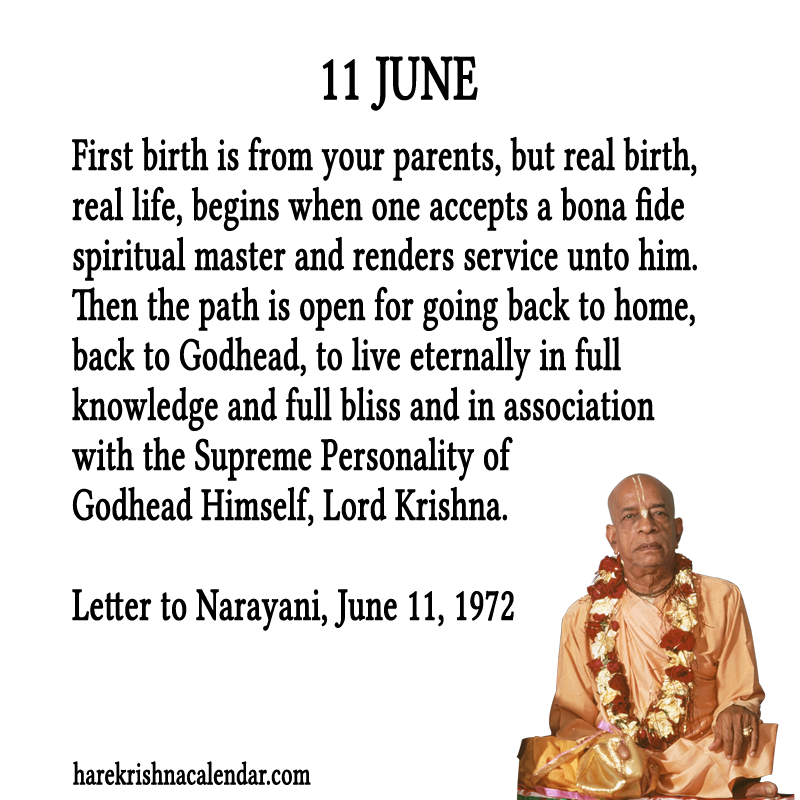 11 JUNE
First birth is from your parents, but real birth,
real life, begins when one accepts a bona fide
spiritual master and renders service unto him.
Then the path is open for going back to home,
back to Godhead, to live eternally in full
knowledge and full bliss and in association
with the Supreme Personality of
Godhead Himself, Lord Krishna.
Letter to Narayani, June 11, 1972
harekrishnacalendar.com